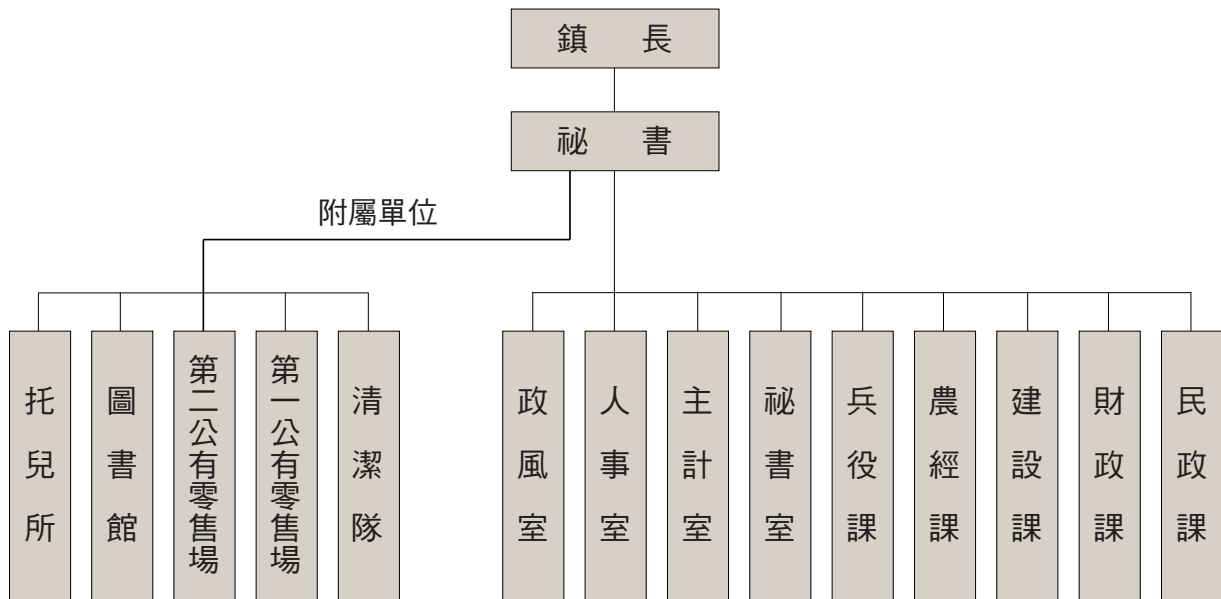 鎮長
祕書
附屬單位
托兒所
圖書館
第二公有零售場
第一公有零售場
清潔隊
政風室
人事室
主計室
祕書室
兵役課
農經課
建設課
財政課
民政課